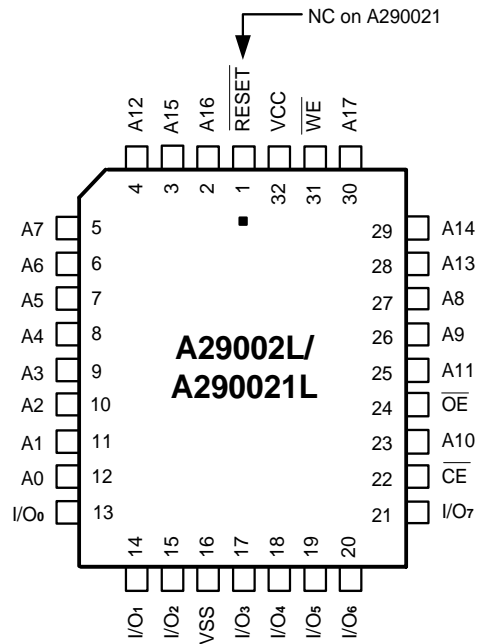 NC on A290021
A12
A15
A16
RESET
VCC
WE
A17
4
3
2
1
32
31
30
A7 5
A6 6
A5 7
A4 8
A3 9
A2 10
A1 11
A0 12
I/O0 13
29 A14
28 A13
27 A8
26 A9
25 A11
24 OE
23 A10
22 CE
21 I/O7
A29002L/
A290021L
14
15
16
17
18
19
20
I/O1
I/O2
VSS
I/O3
I/O4
I/O5
I/O6